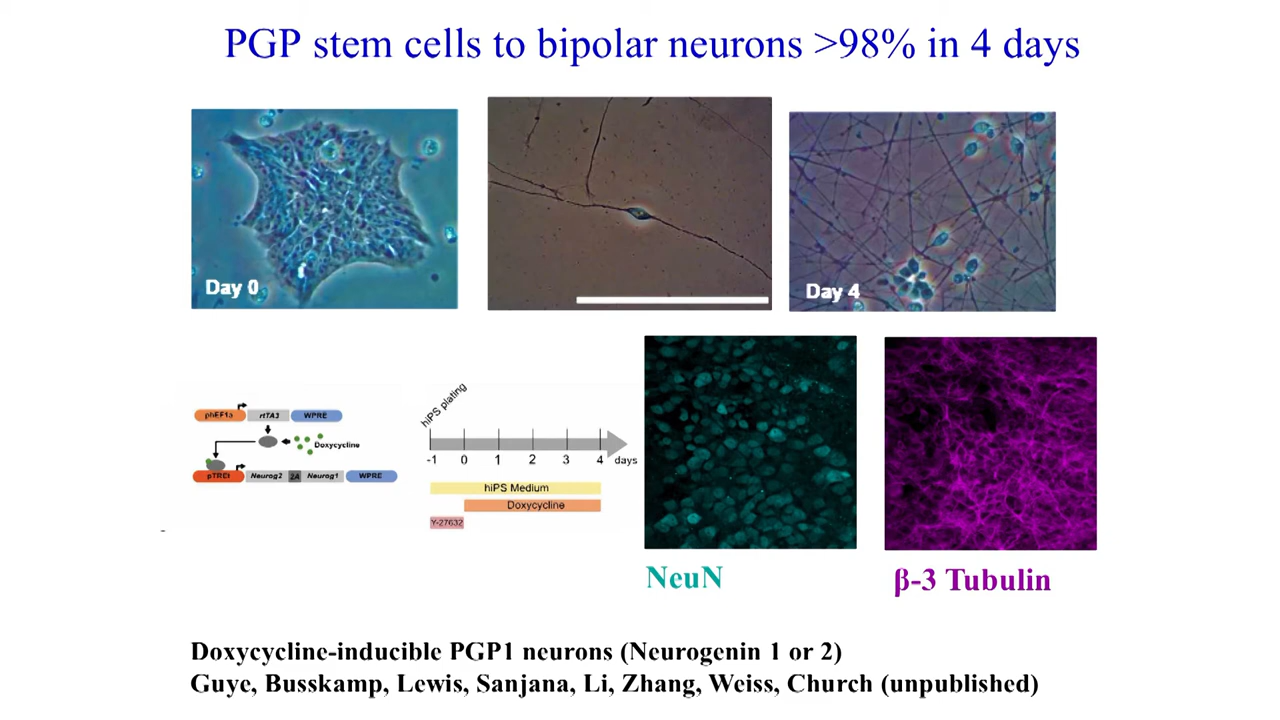 PGP stem cells to bipolar neurons >98% in 4 days
Day 0
Day 4
phEF1a rtTA3 WPRE
Doxycycline
pTREt Neurog2 2A Neurog1 WPRE
hiPS plating
-1 0 1 2 3 4 days
hiPS Medium
Doxycycline
Y-27632
NeuN
β-3 Tubulin
Doxycycline-inducible PGP1 neurons (Neurogenin 1 or 2)
Guye, Busskamp, Lewis, Sanjana, Li, Zhang, Weiss, Church (unpublished)